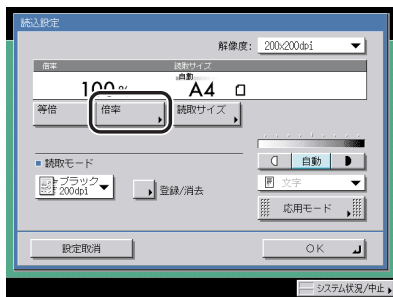 読込設定
解像度: 200x200dpi
倍率 読取サイズ
100 % 自動 A4
等倍 倍率 読取サイズ
読取モード
自動
ブラック 200dpi
登録/消去
文字
応用モード
設定取消 OK
システム状況/中止